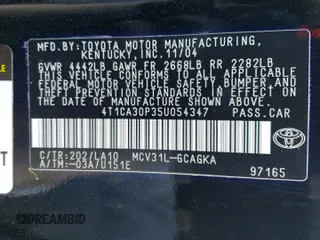 MFD. BY: TOYOTA MOTOR MANUFACTURING,
KENTUCKY, INC. 11/04
GVWR 4442LB GAWR FR 2668LB RR 2282LB
THIS VEHICLE CONFORMS TO ALL APPLICABLE
FEDERAL MOTOR VEHICLE SAFETY, BUMPER, AND
THEFT PREVENTION STANDARDS IN EFFECT ON
THE DATE OF MANUFACTURE SHOWN ABOVE.
4T1CA30P35U054347 PASS.CAR
C/TR:202/LA10 MCV31L-GCAGKA
A/TM:-03A/U151E
TOYOTA
97165
DREAMBID